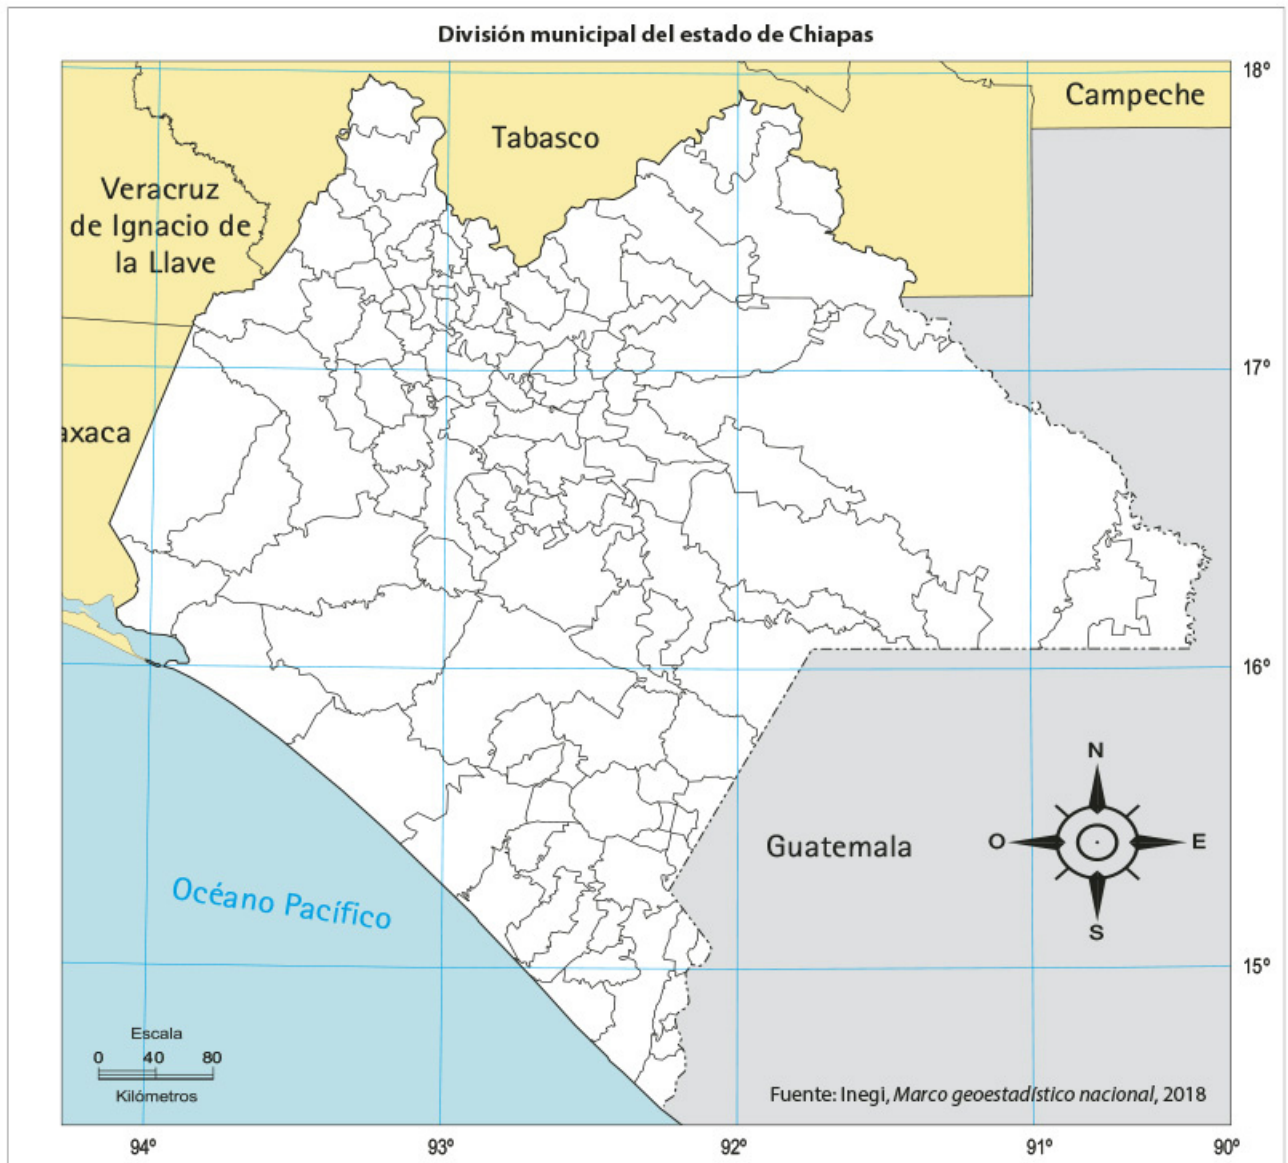 División municipal del estado de Chiapas
18°
Campeche
Tabasco
Veracruz
de Ignacio de
la Llave
17°
axaca
16°
N
O
E
S
Guatemala
Océano Pacífico
15°
Escala
0 40 80
Kilómetros
Fuente: Inegi, Marco geoestadístico nacional, 2018
94° 93° 92° 91° 90°